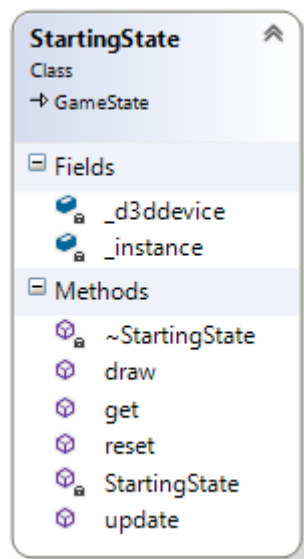 StartingState
Class
GameState
Fields
_d3ddevice
_instance
Methods
~StartingState
draw
get
reset
StartingState
update